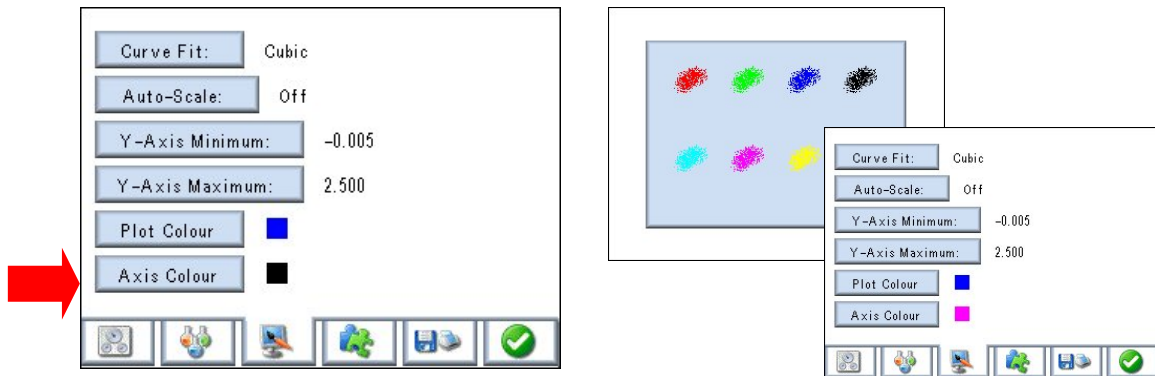 Curve Fit: Cubic
Auto-Scale: Off
Y-Axis Minimum: -0.005
Y-Axis Maximum: 2.500
Plot Colour
Axis Colour
Curve Fit: Cubic
Auto-Scale: Off
Y-Axis Minimum: -0.005
Y-Axis Maximum: 2.500
Plot Colour
Axis Colour